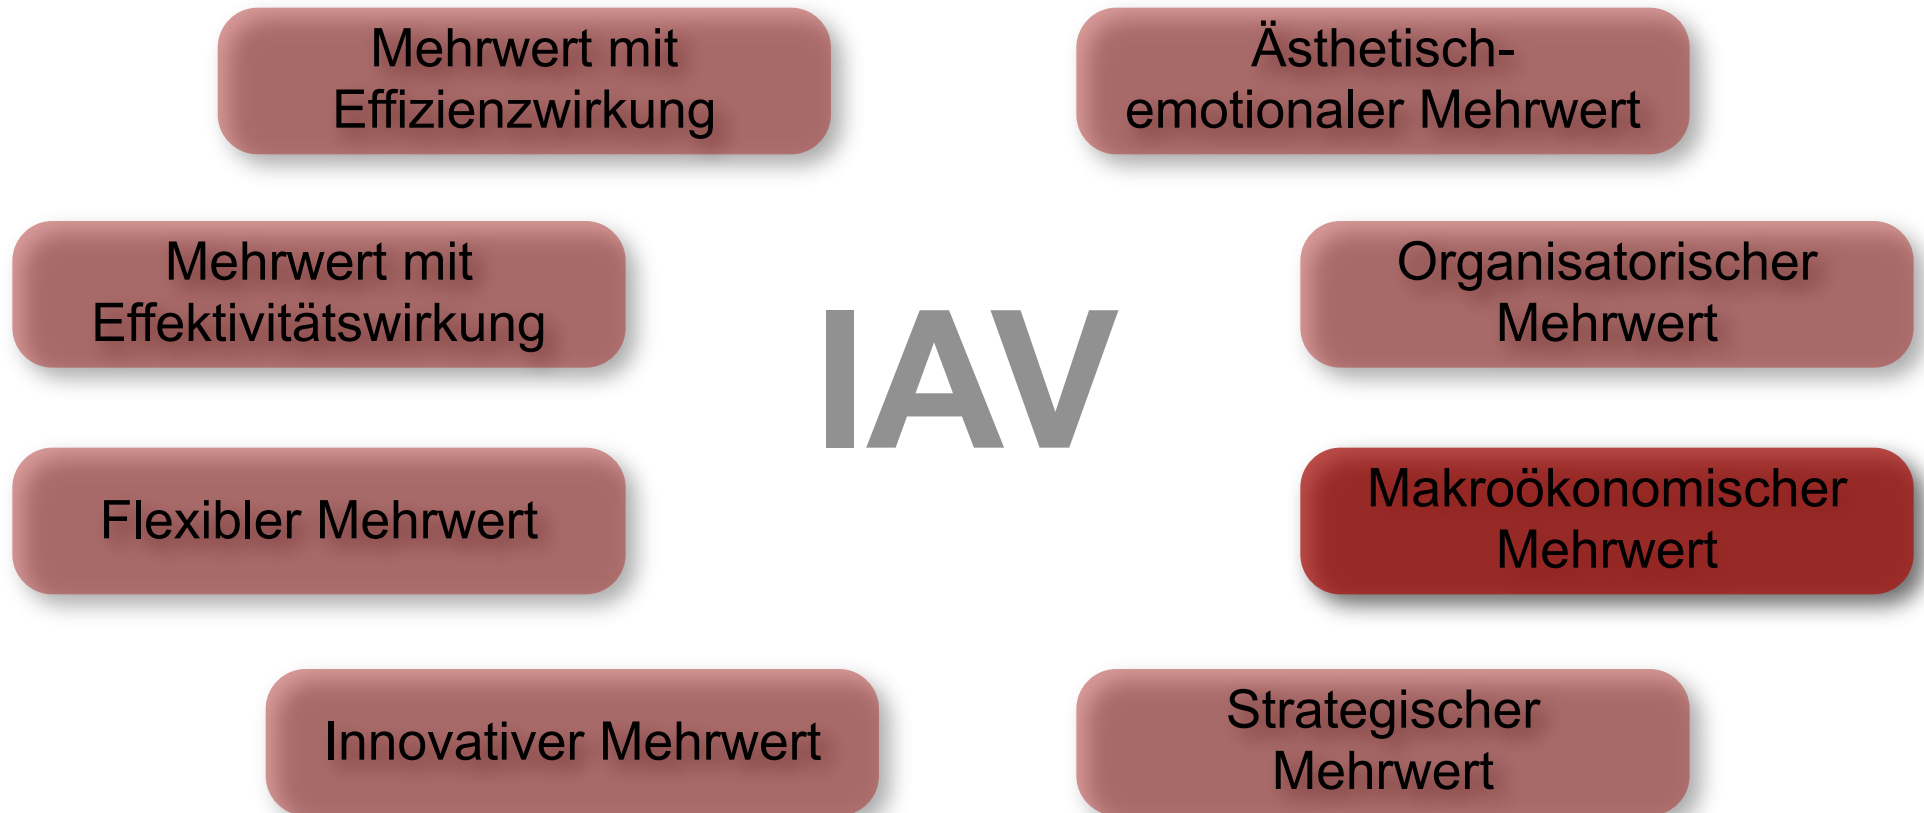 Mehrwert mit
Effizienzwirkung
Ästhetisch-
emotionaler Mehrwert
Mehrwert mit
Effektivitätswirkung
Organisatorischer
Mehrwert
IAV
Flexibler Mehrwert
Makroökonomischer
Mehrwert
Innovativer Mehrwert
Strategischer
Mehrwert